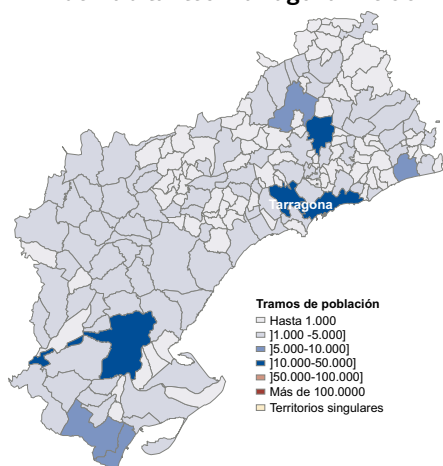 Tarragona
Tramos de población
Hasta 1.000
]1.000 -5.000]
]5.000-10.000]
]10.000-50.000]
]50.000-100.000]
Más de 100.0000
Territorios singulares